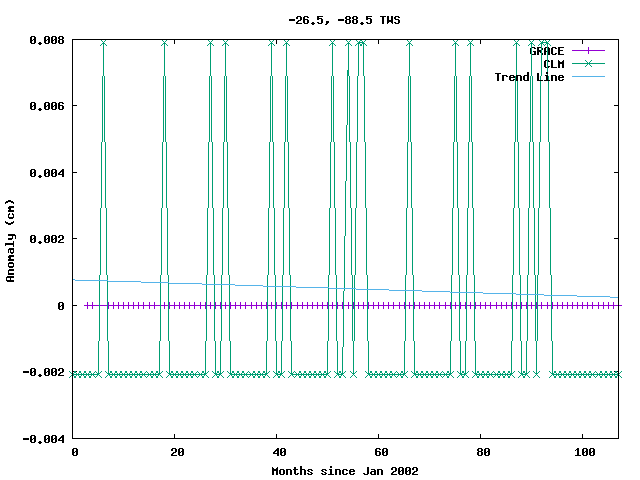 -26.5, -88.5 TWS
GRACE
CLM
Trend Line
0.008
0.006
0.004
0.002
0
-0.002
-0.004
Anomaly (cm)
0 20 40 60 80 100
Months since Jan 2002